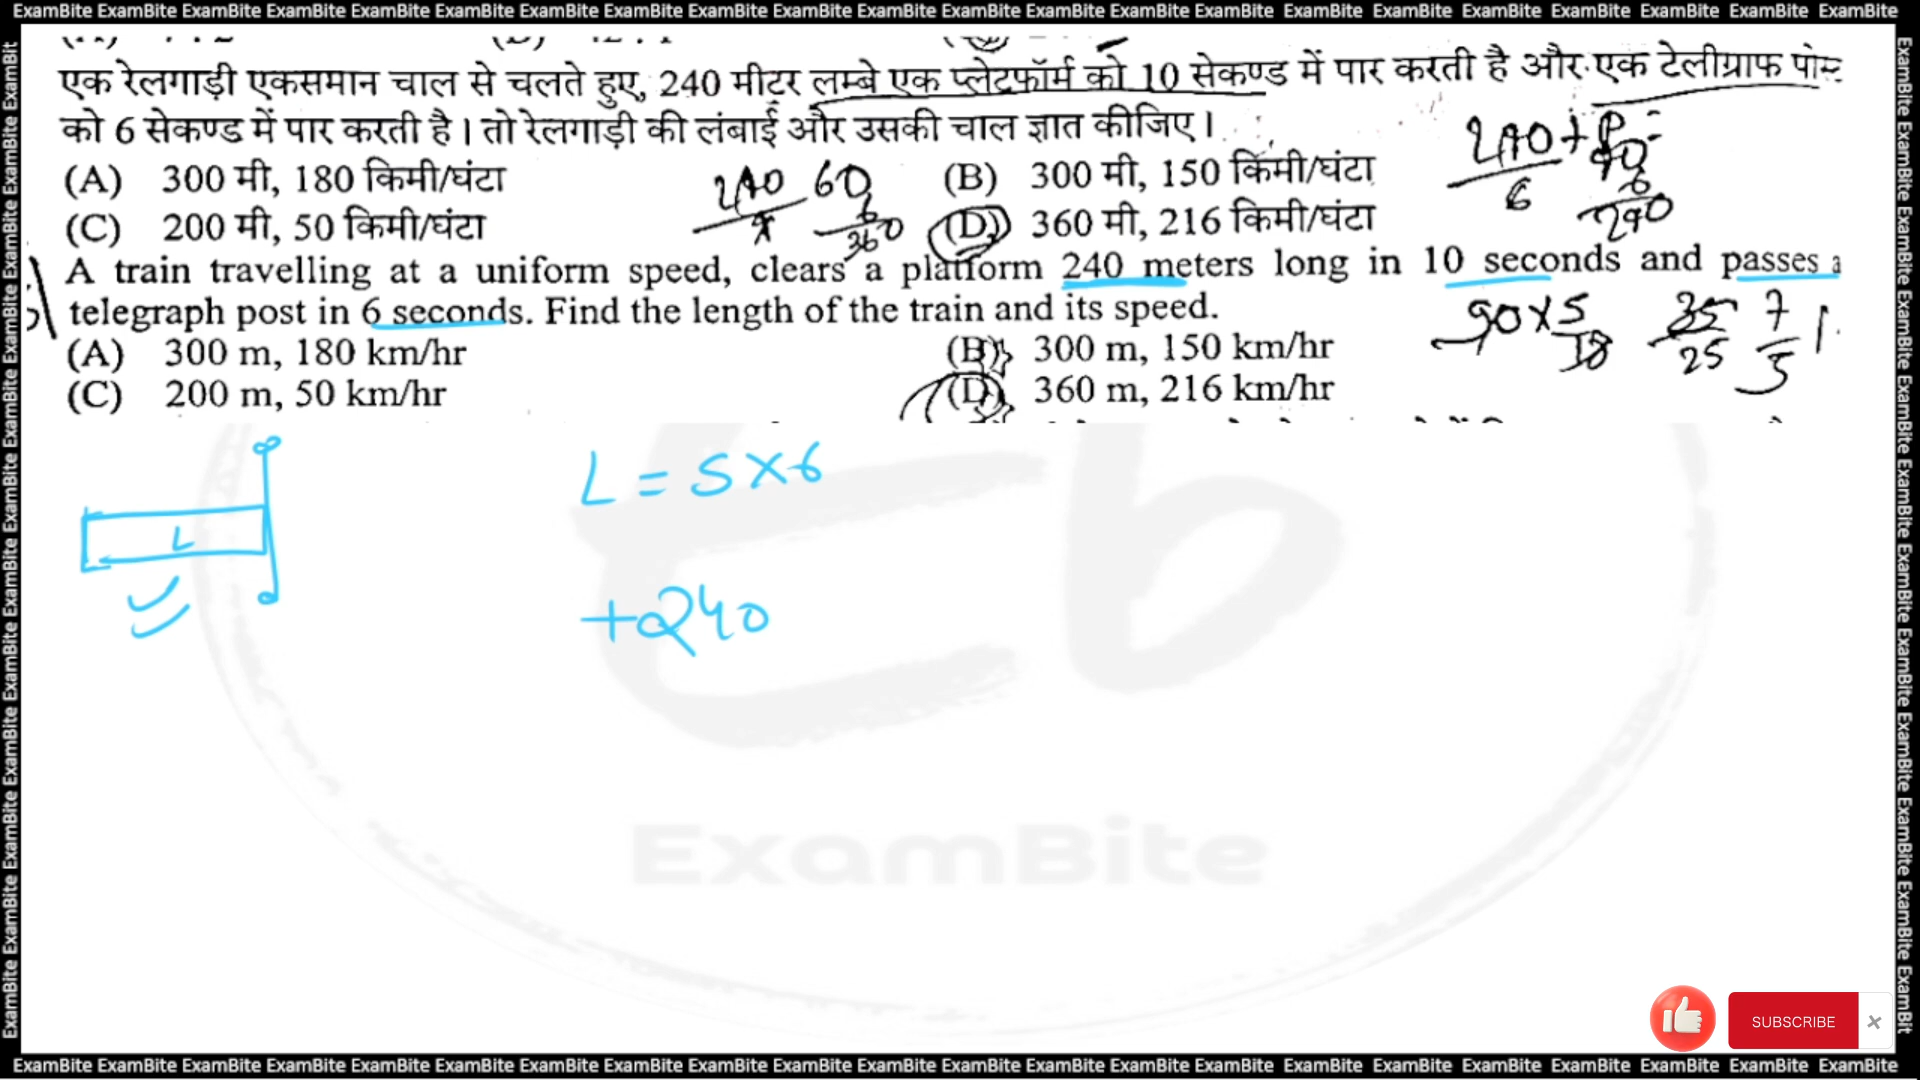 ExamBite ExamBite ExamBite ExamBite ExamBite ExamBite ExamBite ExamBite ExamBite ExamBite ExamBite ExamBite ExamBite ExamBite ExamBite ExamBite ExamBite ExamBite ExamBite ExamBite ExamBite
एक रेलगाड़ी एकसमान चाल से चलते हुए, 240 मीटर लम्बे एक प्लेटफॉर्म को 10 सेकण्ड में पार करती है और एक टेलीग्राफ पोस्ट
को 6 सेकण्ड में पार करती है। तो रेलगाड़ी की लंबाई और उसकी चाल ज्ञात कीजिए।
(A) 300 मी, 180 किमी/घंटा (B) 300 मी, 150 किमी/घंटा
(C) 200 मी, 50 किमी/घंटा (D) 360 मी, 216 किमी/घंटा
240 60
360
240 +
6
240
A train travelling at a uniform speed, clears a platform 240 meters long in 10 seconds and passes a
telegraph post in 6 seconds. Find the length of the train and its speed.
(A) 300 m, 180 km/hr (B) 300 m, 150 km/hr
(C) 200 m, 50 km/hr (D) 360 m, 216 km/hr
90 × 5
18
35 7
25 5
L
L = S × 6
+240
Eb
ExamBite
SUBSCRIBE
ExamBite ExamBite ExamBite ExamBite ExamBite ExamBite ExamBite ExamBite ExamBite ExamBite ExamBite ExamBite ExamBite ExamBite ExamBite ExamBite ExamBite ExamBite ExamBite ExamBite ExamBite